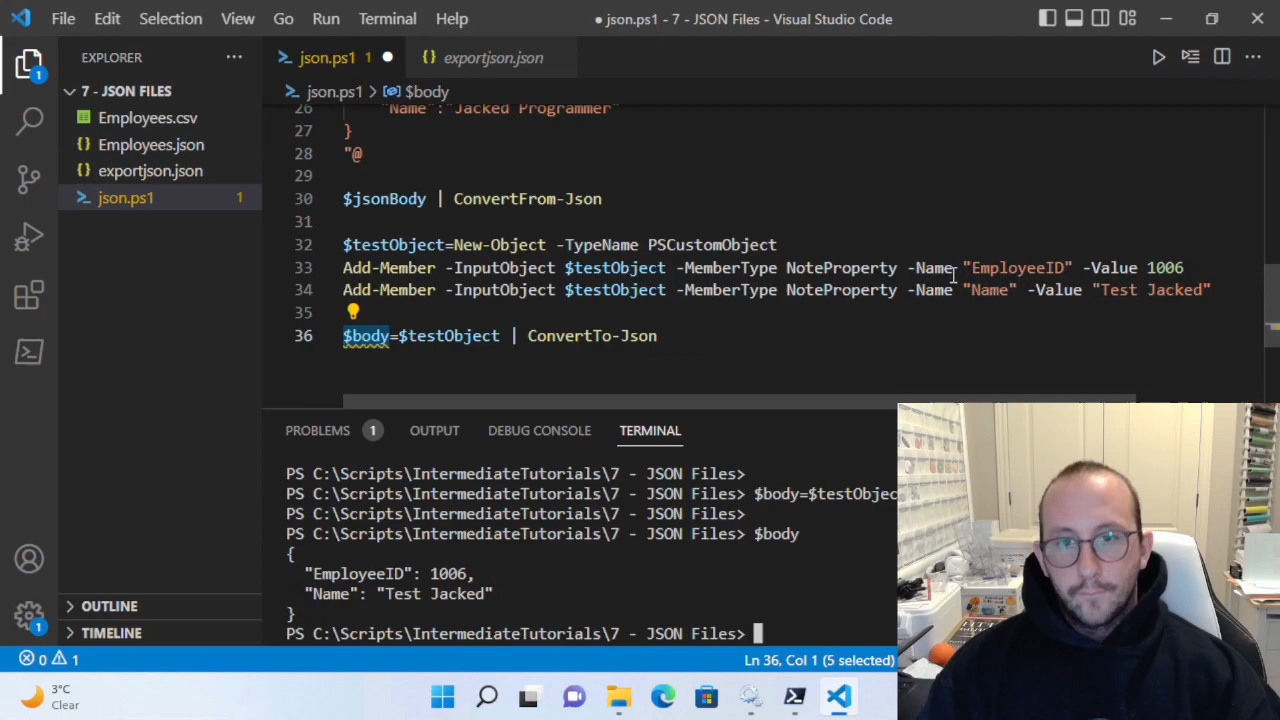 File Edit Selection View Go Run Terminal Help
● json.ps1 - 7 - JSON Files - Visual Studio Code
EXPLORER
json.ps1 1
exportjson.json
7 - JSON FILES
json.ps1 > $body
Employees.csv
Employees.json
exportjson.json
json.ps1 1
26 "Name":"Jacked Programmer"
27 }
28 "@
29
30 $jsonBody | ConvertFrom-Json
31
32 $testObject=New-Object -TypeName PSCustomObject
33 Add-Member -InputObject $testObject -MemberType NoteProperty -Name "EmployeeID" -Value 1006
34 Add-Member -InputObject $testObject -MemberType NoteProperty -Name "Name" -Value "Test Jacked"
35
36 $body=$testObject | ConvertTo-Json
PROBLEMS 1 OUTPUT DEBUG CONSOLE TERMINAL
PS C:\Scripts\IntermediateTutorials\7 - JSON Files>
PS C:\Scripts\IntermediateTutorials\7 - JSON Files> $body=$testObjec
PS C:\Scripts\IntermediateTutorials\7 - JSON Files>
PS C:\Scripts\IntermediateTutorials\7 - JSON Files> $body
{
"EmployeeID": 1006,
"Name": "Test Jacked"
}
PS C:\Scripts\IntermediateTutorials\7 - JSON Files>
OUTLINE
TIMELINE
1
1
0 1
Ln 36, Col 1 (5 selected)
3°C
Clear